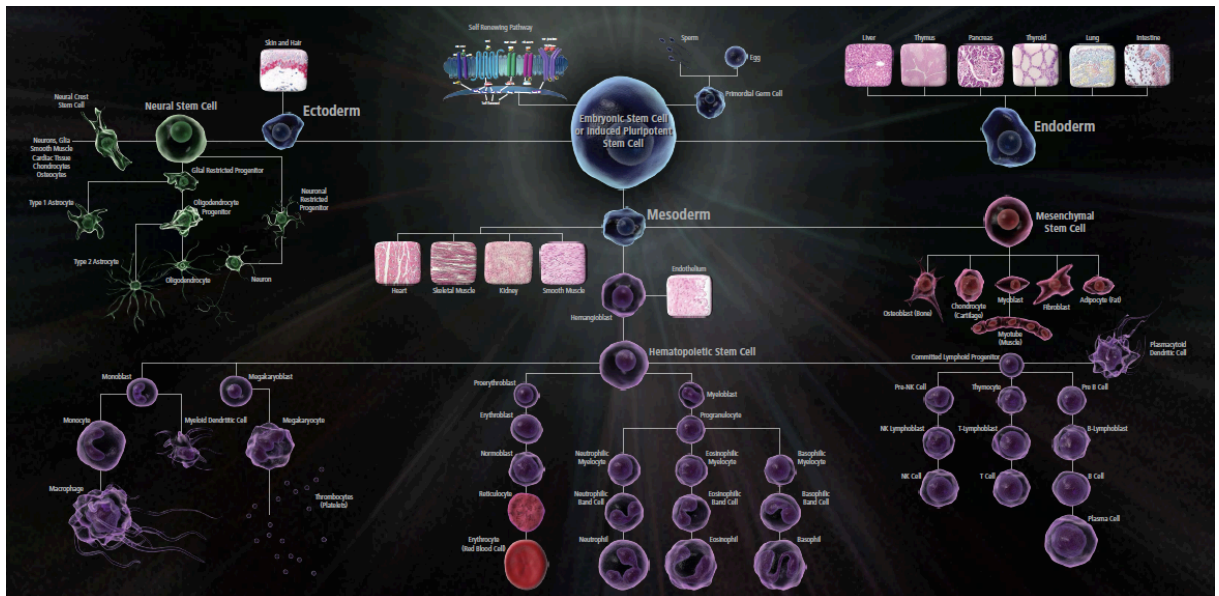 Self Renewing Pathway
Sperm
Egg
Primordial Germ Cell
Skin and Hair
Ectoderm
Neural Crest
Stem Cell
Neural Stem Cell
Neurons, Glia
Smooth Muscle
Cardiac Tissue
Chondrocytes
Osteocytes
Glial Restricted Progenitor
Type 1 Astrocyte
Oligodendrocyte
Progenitor
Neuronal
Restricted
Progenitor
Type 2 Astrocyte
Oligodendrocyte
Neuron
Embryonic Stem Cell
or Induced Pluripotent
Stem Cell
Liver
Thymus
Pancreas
Thyroid
Lung
Intestine
Endoderm
Mesoderm
Heart
Skeletal Muscle
Kidney
Smooth Muscle
Endothelium
Hemangioblast
Mesenchymal
Stem Cell
Osteoblast (Bone)
Chondrocyte
(Cartilage)
Myoblast
Fibroblast
Adipocyte (Fat)
Myotube
(Muscle)
Hematopoietic Stem Cell
Monoblast
Megakaryoblast
Monocyte
Myeloid Dendritic Cell
Megakaryocyte
Macrophage
Thrombocytes
(Platelets)
Proerythroblast
Erythroblast
Normoblast
Reticulocyte
Erythrocyte
(Red Blood Cell)
Myeloblast
Progranulocyte
Neutrophilic
Myelocyte
Eosinophilic
Myelocyte
Basophilic
Myelocyte
Neutrophilic
Band Cell
Eosinophilic
Band Cell
Basophilic
Band Cell
Neutrophil
Eosinophil
Basophil
Committed Lymphoid Progenitor
Plasmacytoid
Dendritic Cell
Pre-NK Cell
Thymocyte
Pre B Cell
NK Lymphoblast
T-Lymphoblast
B-Lymphoblast
NK Cell
T Cell
B Cell
Plasma Cell